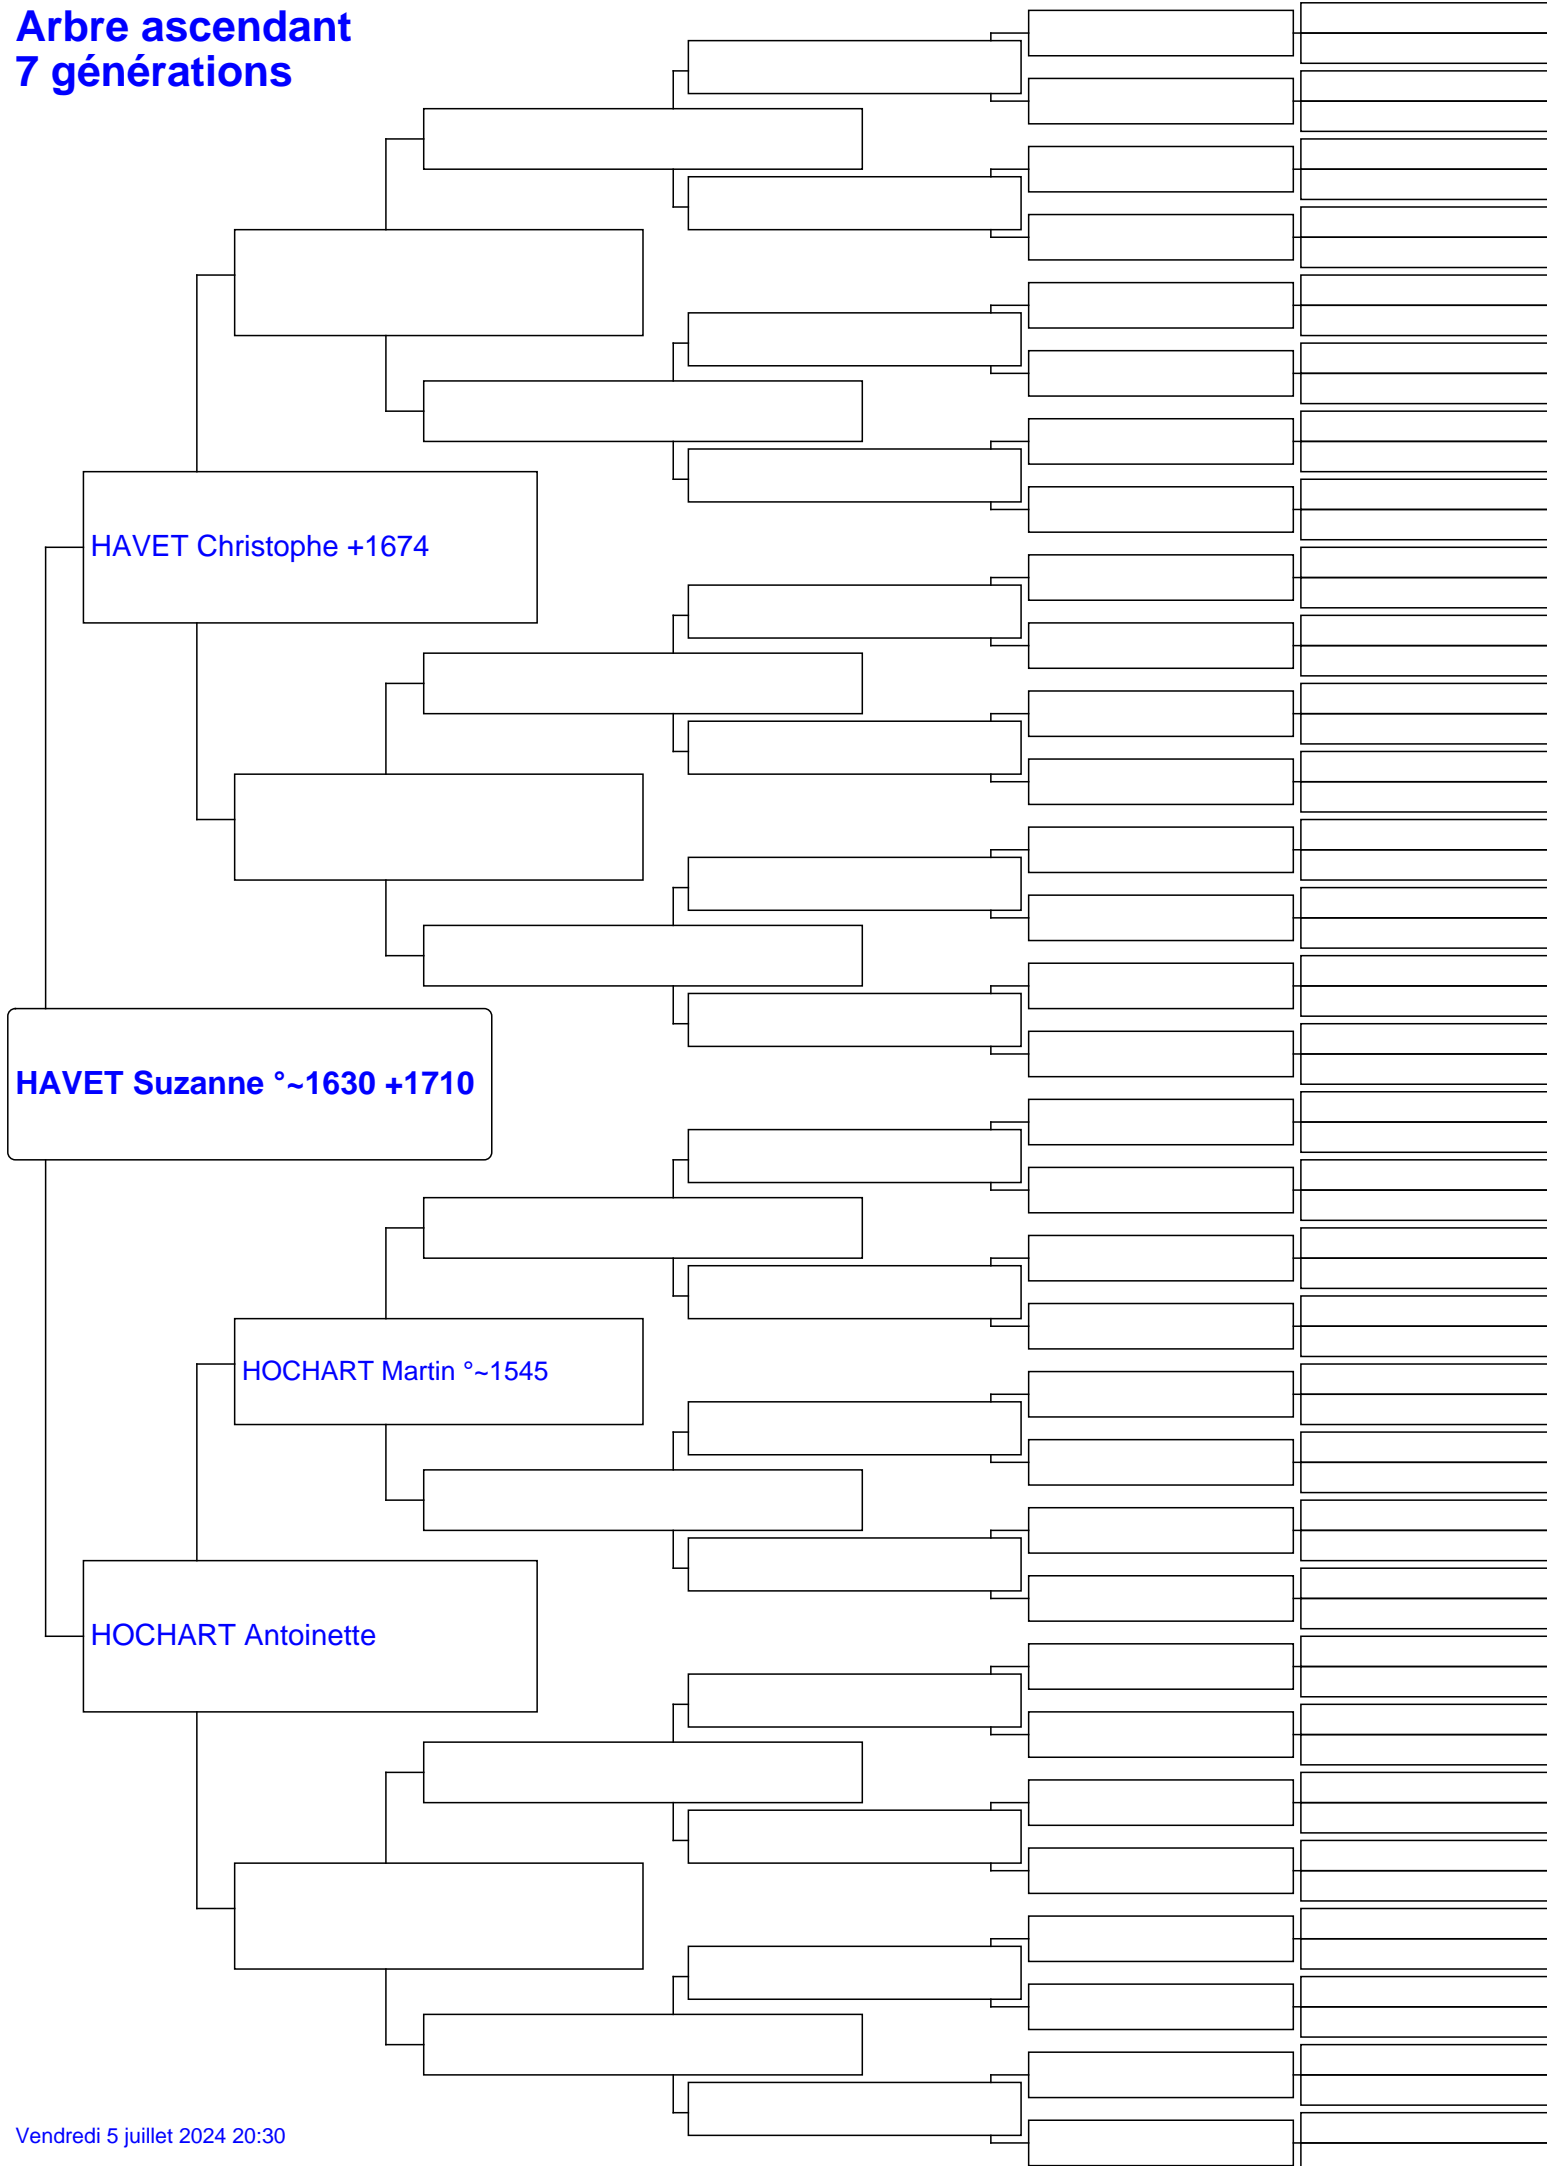 Arbre ascendant
7 générations
HAVET Christophe +1674
HAVET Suzanne °~1630 +1710
HOCHART Martin °~1545
HOCHART Antoinette
Vendredi 5 juillet 2024 20:30